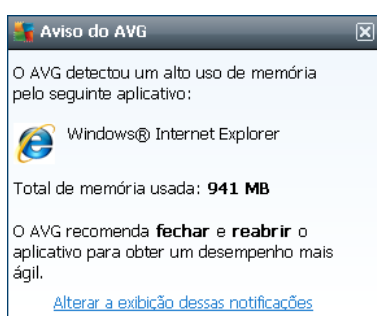 Aviso do AVG
O AVG detectou um alto uso de memória
pelo seguinte aplicativo:
Windows® Internet Explorer
Total de memória usada: 941 MB
O AVG recomenda fechar e reabrir o
aplicativo para obter um desempenho mais
ágil.
Alterar a exibição dessas notificações